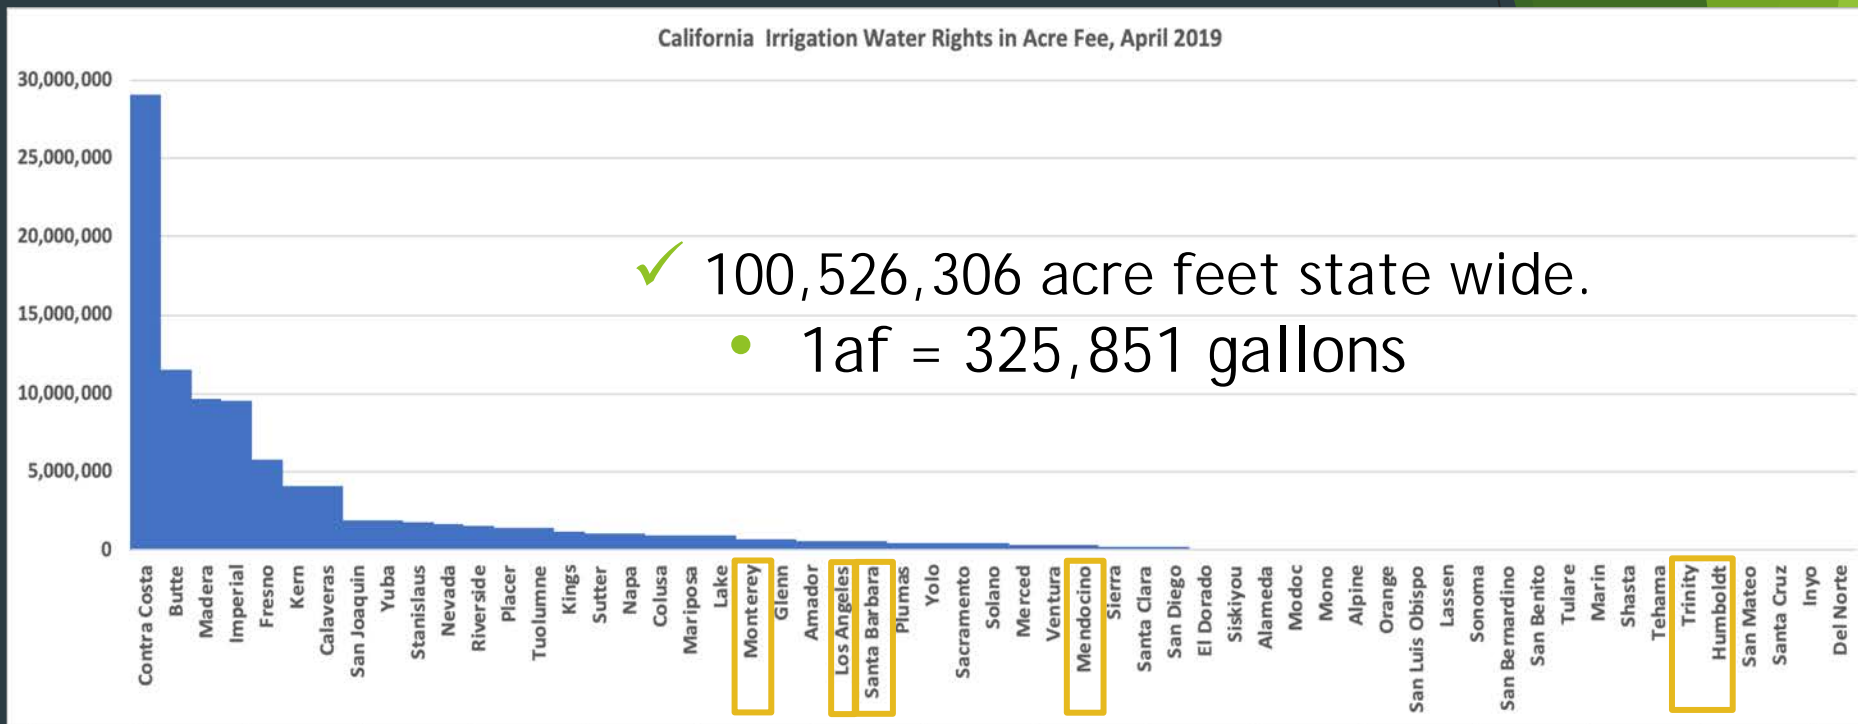 California Irrigation Water Rights in Acre Fee, April 2019
30,000,000
25,000,000
20,000,000
15,000,000
10,000,000
5,000,000
0
✓ 100,526,306 acre feet state wide.
• 1af = 325,851 gallons
Contra Costa
Butte
Madera
Imperial
Fresno
Kern
Calaveras
San Joaquin
Yuba
Stanislaus
Nevada
Riverside
Placer
Tuolumne
Kings
Sutter
Napa
Colusa
Mariposa
Lake
Monterey
Glenn
Amador
Los Angeles
Santa Barbara
Plumas
Yolo
Sacramento
Solano
Merced
Ventura
Mendocino
Sierra
Santa Clara
San Diego
El Dorado
Siskiyou
Alameda
Modoc
Mono
Alpine
Orange
San Luis Obispo
Lassen
Sonoma
San Bernardino
San Benito
Tulare
Marin
Shasta
Tehama
Trinity
Humboldt
San Mateo
Santa Cruz
Inyo
Del Norte